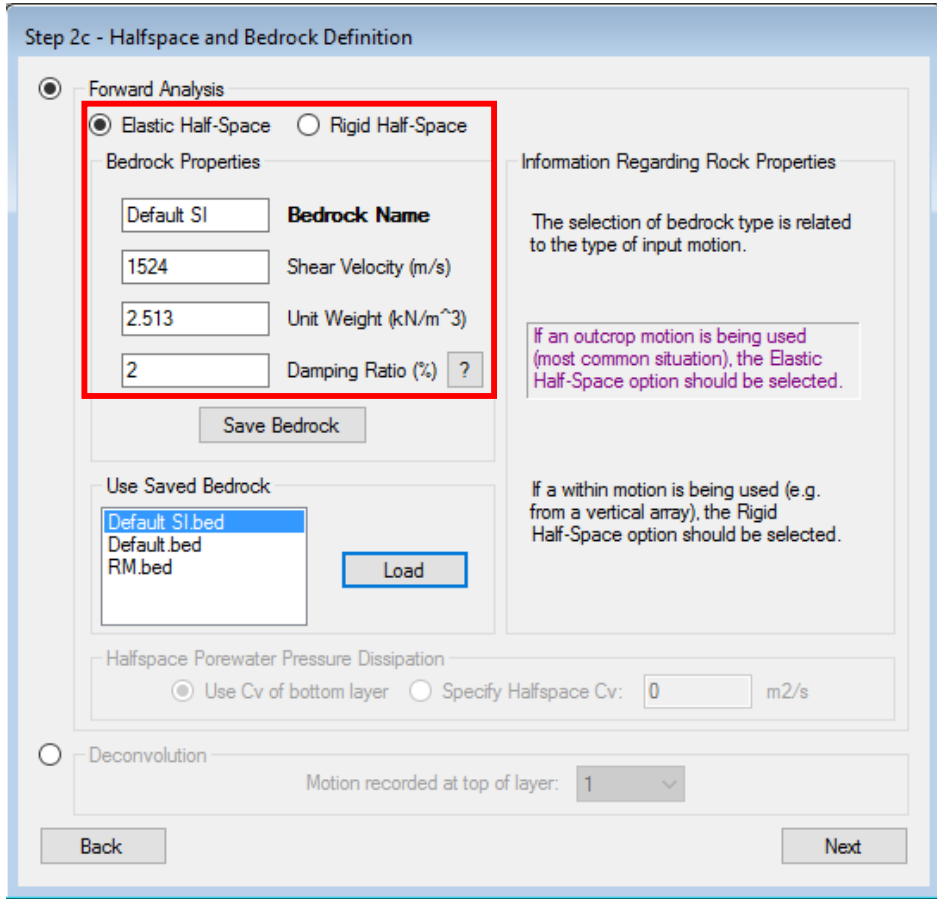 Step 2c - Halfspace and Bedrock Definition
Forward Analysis
Elastic Half-Space
Rigid Half-Space
Bedrock Properties
Default SI
Bedrock Name
1524
Shear Velocity (m/s)
2.513
Unit Weight (kN/m^3)
2
Damping Ratio (%)
?
Save Bedrock
Use Saved Bedrock
Default SI.bed
Default.bed
RM.bed
Load
Information Regarding Rock Properties
The selection of bedrock type is related
to the type of input motion.
If an outcrop motion is being used
(most common situation), the Elastic
Half-Space option should be selected.
If a within motion is being used (e.g.
from a vertical array), the Rigid
Half-Space option should be selected.
Halfspace Porewater Pressure Dissipation
Use Cv of bottom layer
Specify Halfspace Cv:
0
m2/s
Deconvolution
Motion recorded at top of layer:
1
Back
Next